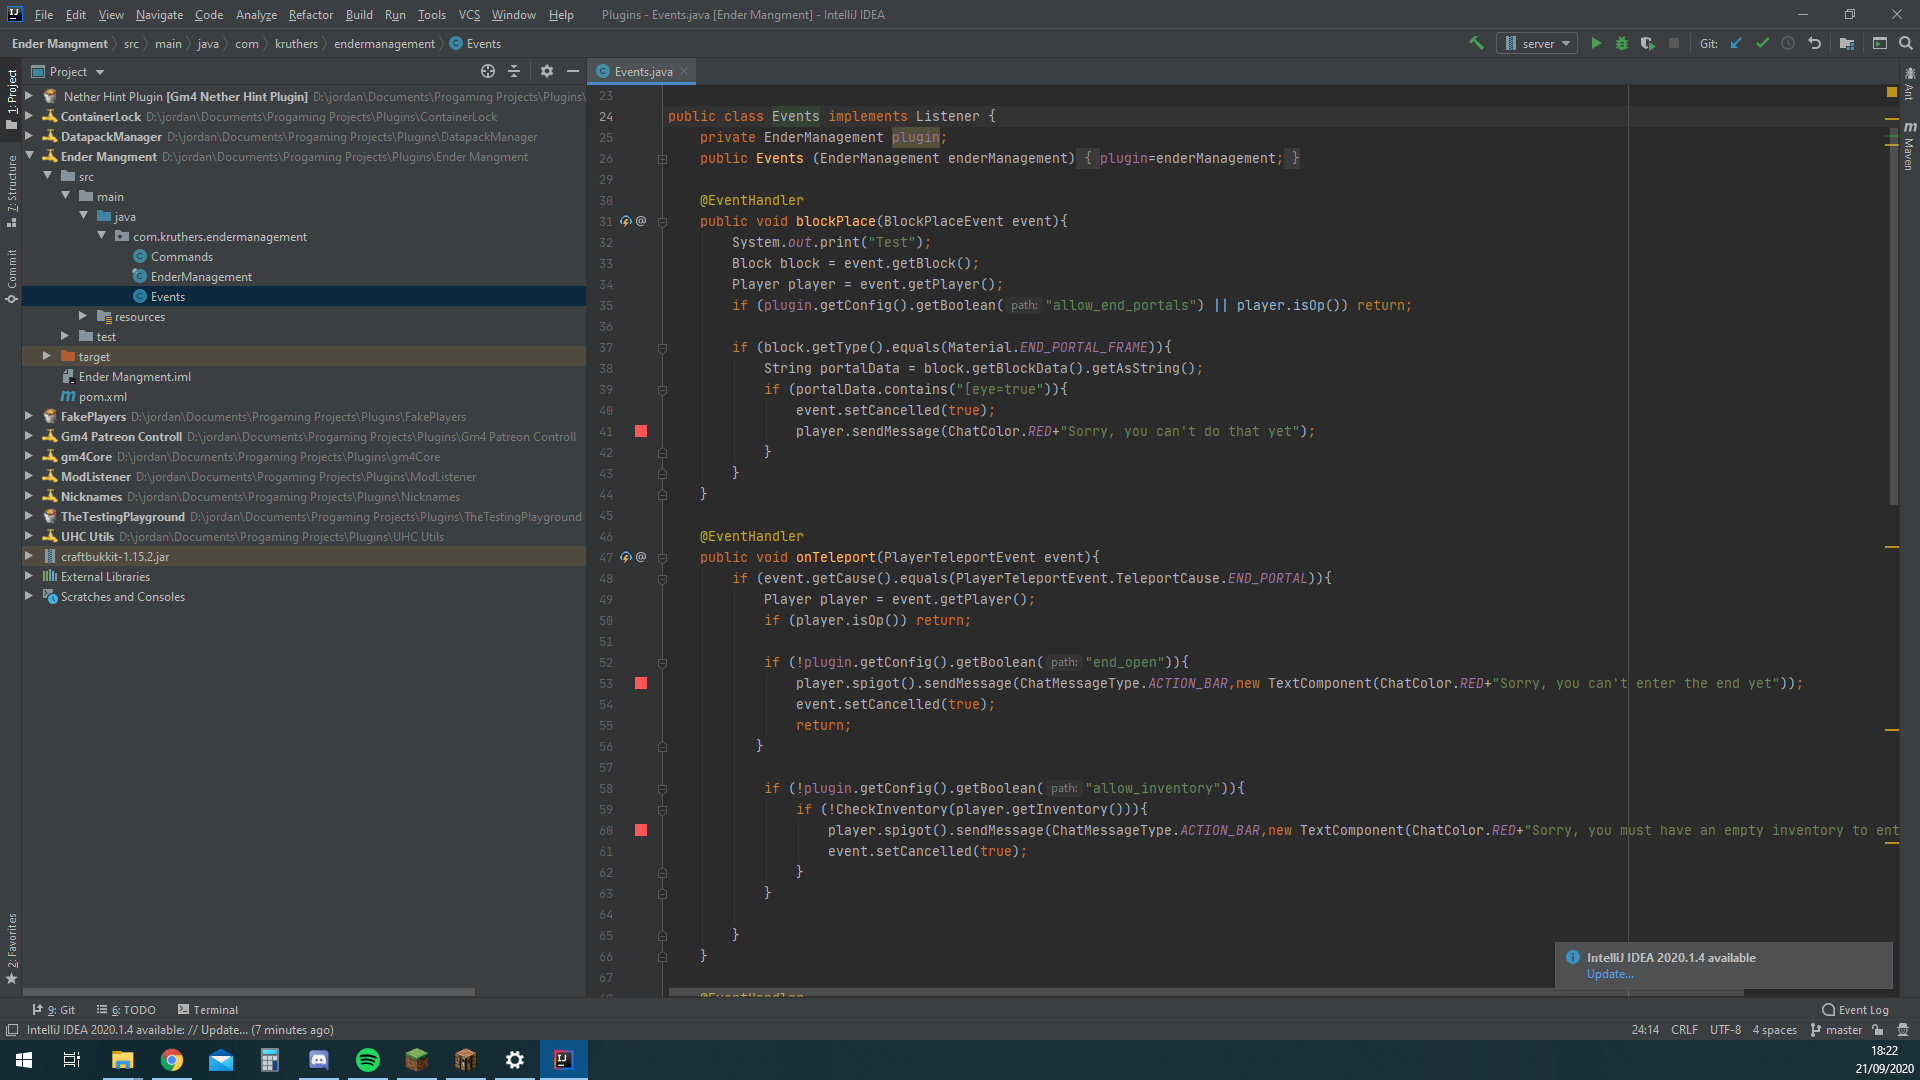 File Edit View Navigate Code Analyze Refactor Build Run Tools VCS Window Help Plugins - Events.java [Ender Mangment] - IntelliJ IDEA
Ender Mangment src main java com kruthers endermanagement Events server Git:
Project
Events.java
1: Project
7: Structure
Commit
2: Favorites
Ant
Maven
Nether Hint Plugin [Gm4 Nether Hint Plugin] D:\jordan\Documents\Progaming Projects\Plugins\
ContainerLock D:\jordan\Documents\Progaming Projects\Plugins\ContainerLock
DatapackManager D:\jordan\Documents\Progaming Projects\Plugins\DatapackManager
Ender Mangment D:\jordan\Documents\Progaming Projects\Plugins\Ender Mangment
src
main
java
com.kruthers.endermanagement
Commands
EnderManagement
Events
resources
test
target
Ender Mangment.iml
pom.xml
FakePlayers D:\jordan\Documents\Progaming Projects\Plugins\FakePlayers
Gm4 Patreon Controll D:\jordan\Documents\Progaming Projects\Plugins\Gm4 Patreon Controll
gm4Core D:\jordan\Documents\Progaming Projects\Plugins\gm4Core
ModListener D:\jordan\Documents\Progaming Projects\Plugins\ModListener
Nicknames D:\jordan\Documents\Progaming Projects\Plugins\Nicknames
TheTestingPlayground D:\jordan\Documents\Progaming Projects\Plugins\TheTestingPlayground
UHC Utils D:\jordan\Documents\Progaming Projects\Plugins\UHC Utils
craftbukkit-1.15.2.jar
External Libraries
Scratches and Consoles
23
24 public class Events implements Listener {
25 private EnderManagement plugin;
26 public Events (EnderManagement enderManagement) { plugin=enderManagement; }
29
30 @EventHandler
31 @ public void blockPlace(BlockPlaceEvent event){
32 System.out.print("Test");
33 Block block = event.getBlock();
34 Player player = event.getPlayer();
35 if (plugin.getConfig().getBoolean( path: "allow_end_portals") || player.isOp()) return;
36
37 if (block.getType().equals(Material.END_PORTAL_FRAME)){
38 String portalData = block.getBlockData().getAsString();
39 if (portalData.contains("[eye=true")){
40 event.setCancelled(true);
41 player.sendMessage(ChatColor.RED+"Sorry, you can't do that yet");
42 }
43 }
44 }
45
46 @EventHandler
47 @ public void onTeleport(PlayerTeleportEvent event){
48 if (event.getCause().equals(PlayerTeleportEvent.TeleportCause.END_PORTAL)){
49 Player player = event.getPlayer();
50 if (player.isOp()) return;
51
52 if (!plugin.getConfig().getBoolean( path: "end_open")){
53 player.spigot().sendMessage(ChatMessageType.ACTION_BAR,new TextComponent(ChatColor.RED+"Sorry, you can't enter the end yet"));
54 event.setCancelled(true);
55 return;
56 }
57
58 if (!plugin.getConfig().getBoolean( path: "allow_inventory")){
59 if (!CheckInventory(player.getInventory())){
60 player.spigot().sendMessage(ChatMessageType.ACTION_BAR,new TextComponent(ChatColor.RED+"Sorry, you must have an empty inventory to ent
61 event.setCancelled(true);
62 }
63 }
64
65 }
66 }
67
@EventHandler
IntelliJ IDEA 2020.1.4 available
Update...
9: Git 6: TODO Terminal Event Log
IntelliJ IDEA 2020.1.4 available: // Update... (7 minutes ago) 24:14 CRLF UTF-8 4 spaces master
18:22
21/09/2020